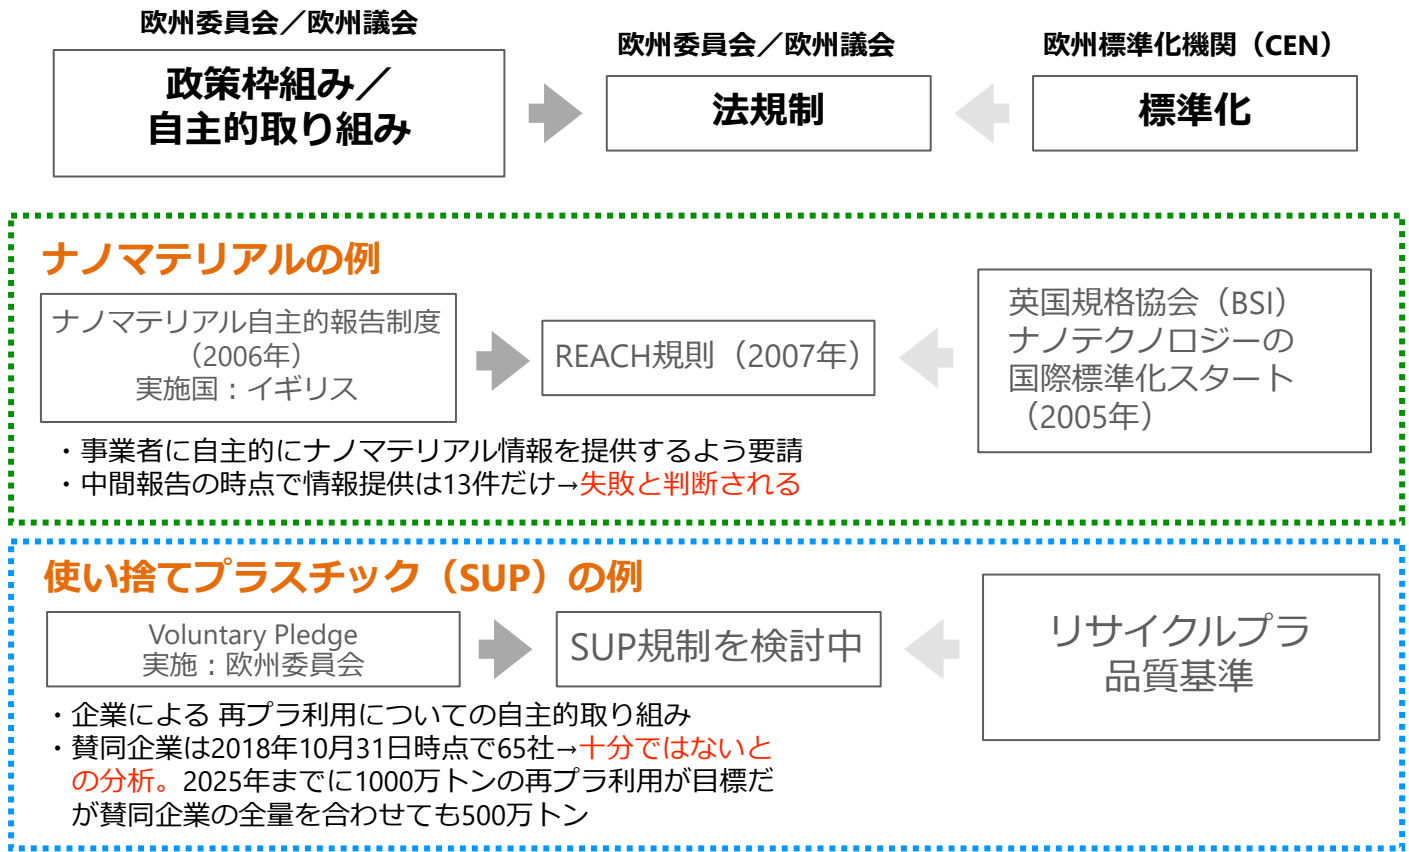 欧州委員会／欧州議会
政策枠組み／
自主的取り組み
欧州委員会／欧州議会
法規制
欧州標準化機関（CEN）
標準化
ナノマテリアルの例
ナノマテリアル自主的報告制度
（2006年）
実施国：イギリス
REACH規則（2007年）
英国規格協会（BSI）
ナノテクノロジーの
国際標準化スタート
（2005年）
・事業者に自主的にナノマテリアル情報を提供するよう要請
・中間報告の時点で情報提供は13件だけ→失敗と判断される
使い捨てプラスチック（SUP）の例
Voluntary Pledge
実施：欧州委員会
SUP規制を検討中
リサイクルプラ
品質基準
・企業による 再プラ利用についての自主的取り組み
・賛同企業は2018年10月31日時点で65社→十分ではないと
の分析。2025年までに1000万トンの再プラ利用が目標だ
が賛同企業の全量を合わせても500万トン